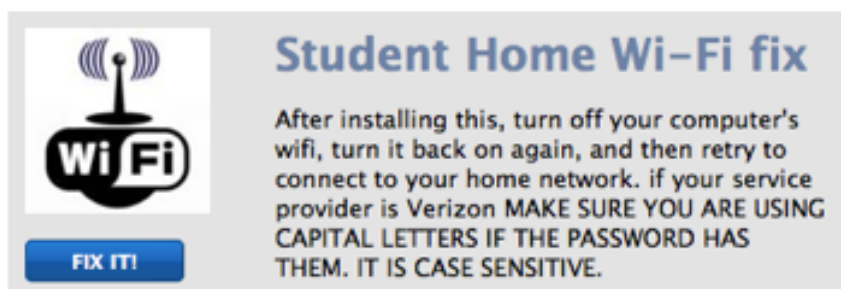 Student Home Wi-Fi fix
After installing this, turn off your computer's
wifi, turn it back on again, and then retry to
connect to your home network. if your service
provider is Verizon MAKE SURE YOU ARE USING
CAPITAL LETTERS IF THE PASSWORD HAS
THEM. IT IS CASE SENSITIVE.
Wi Fi
FIX IT!